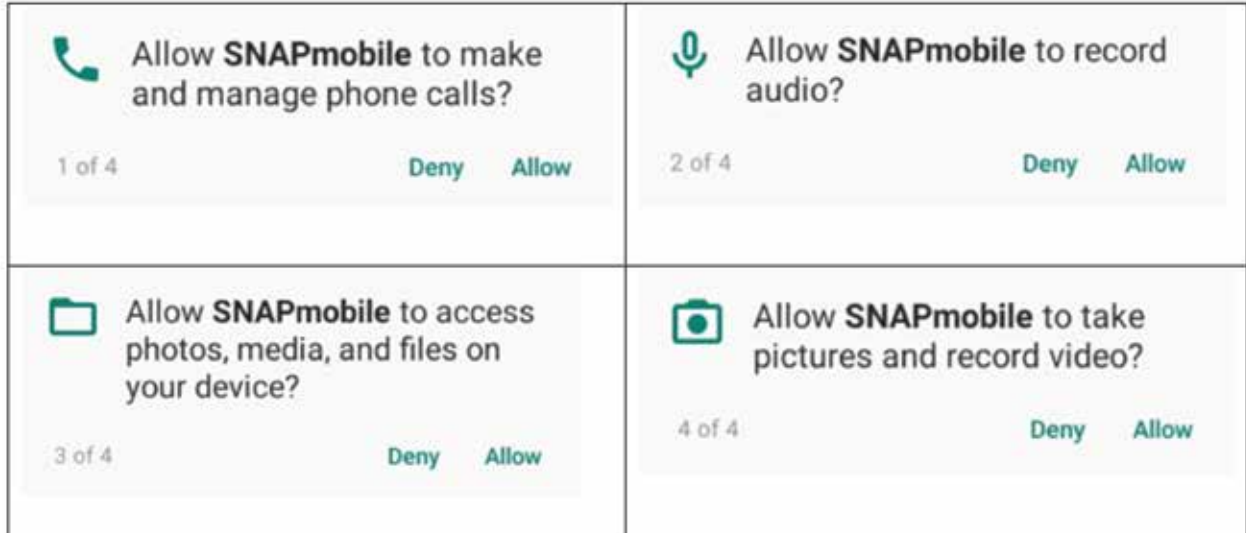 Allow SNAPmobile to make
and manage phone calls?
1 of 4 Deny Allow
Allow SNAPmobile to record
audio?
2 of 4 Deny Allow
Allow SNAPmobile to access
photos, media, and files on
your device?
3 of 4 Deny Allow
Allow SNAPmobile to take
pictures and record video?
4 of 4 Deny Allow